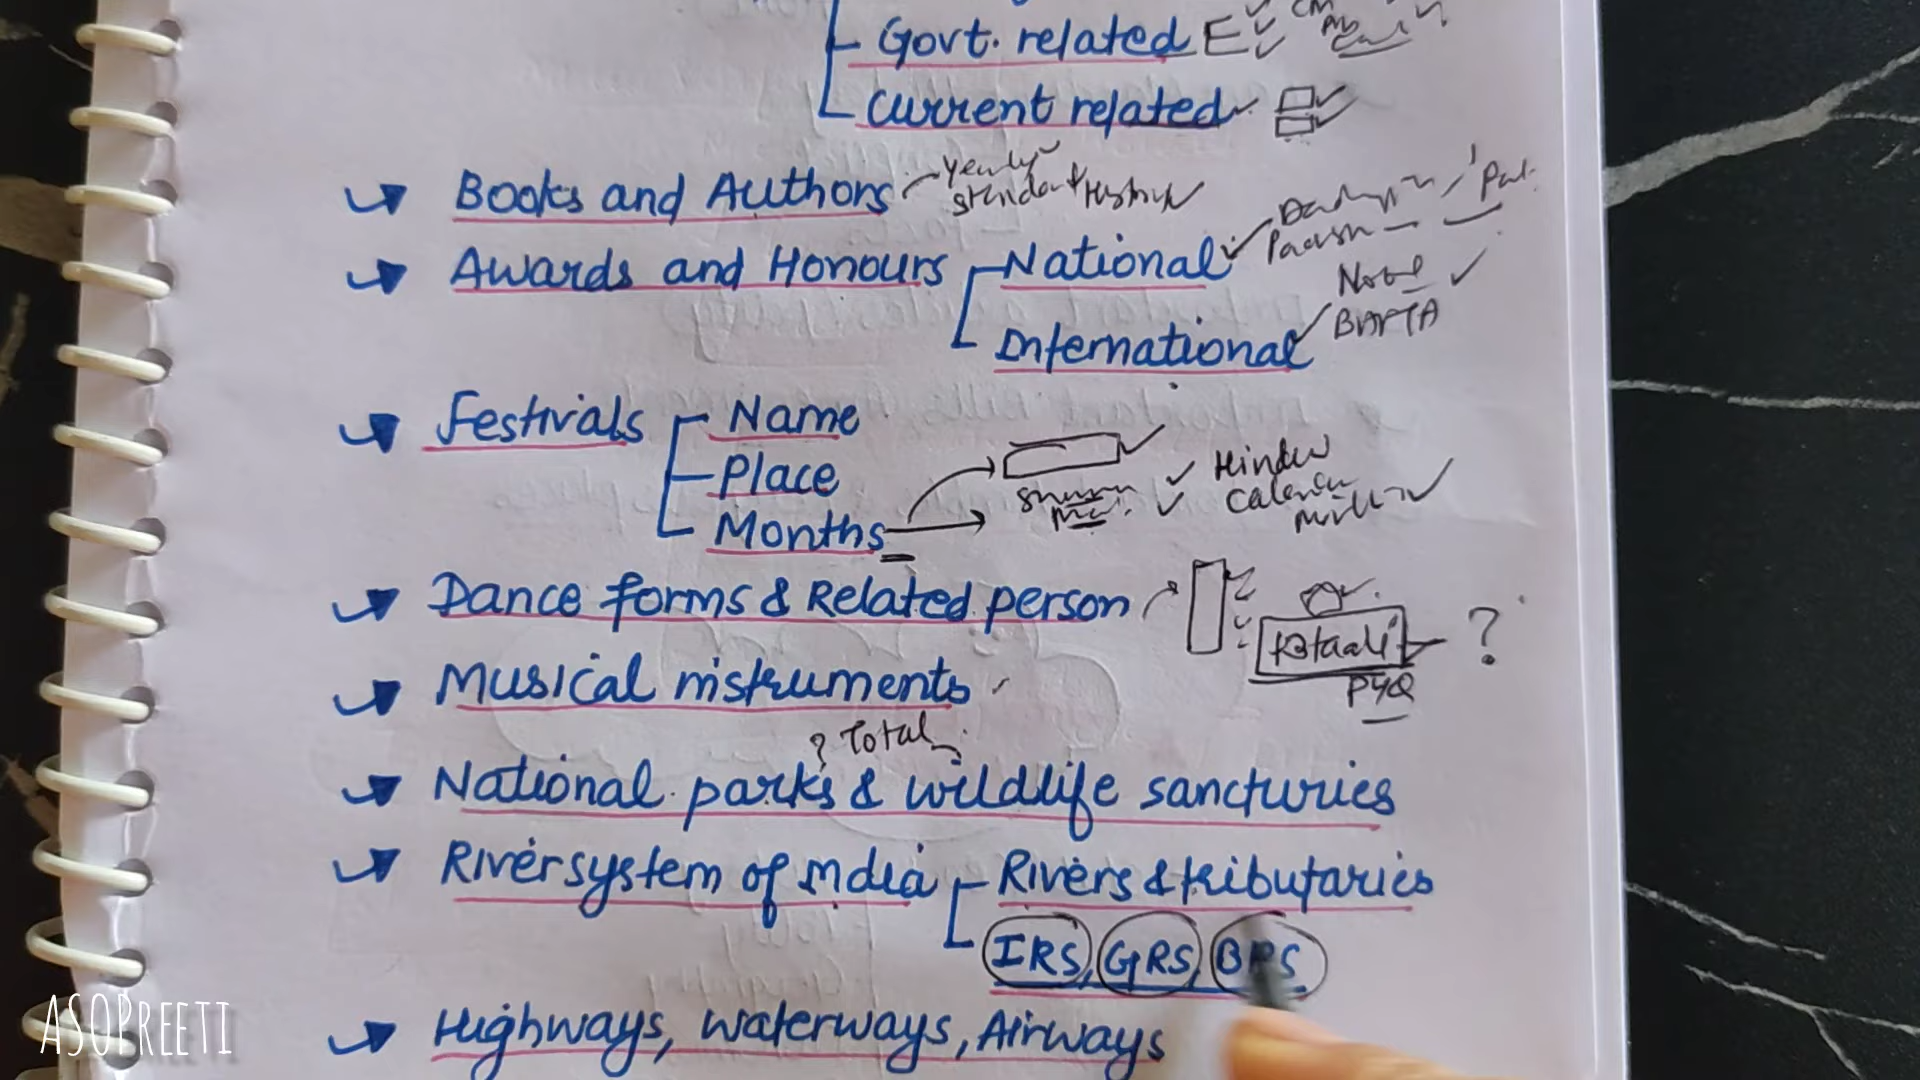 Govt. related
Current related
Books and Authors
Yearly
Awards and Honours
National
Nobel
International
BAFTA
Festivals
Name
Place
Months
Hindu
Dance forms & Related person
PYQ
?
Musical instruments
? Total
National parks & wildlife sancturies
River system of india
Rivers & tributaries
IRS, GRS, BRS
Highways, waterways, Airways
ASOPREETI